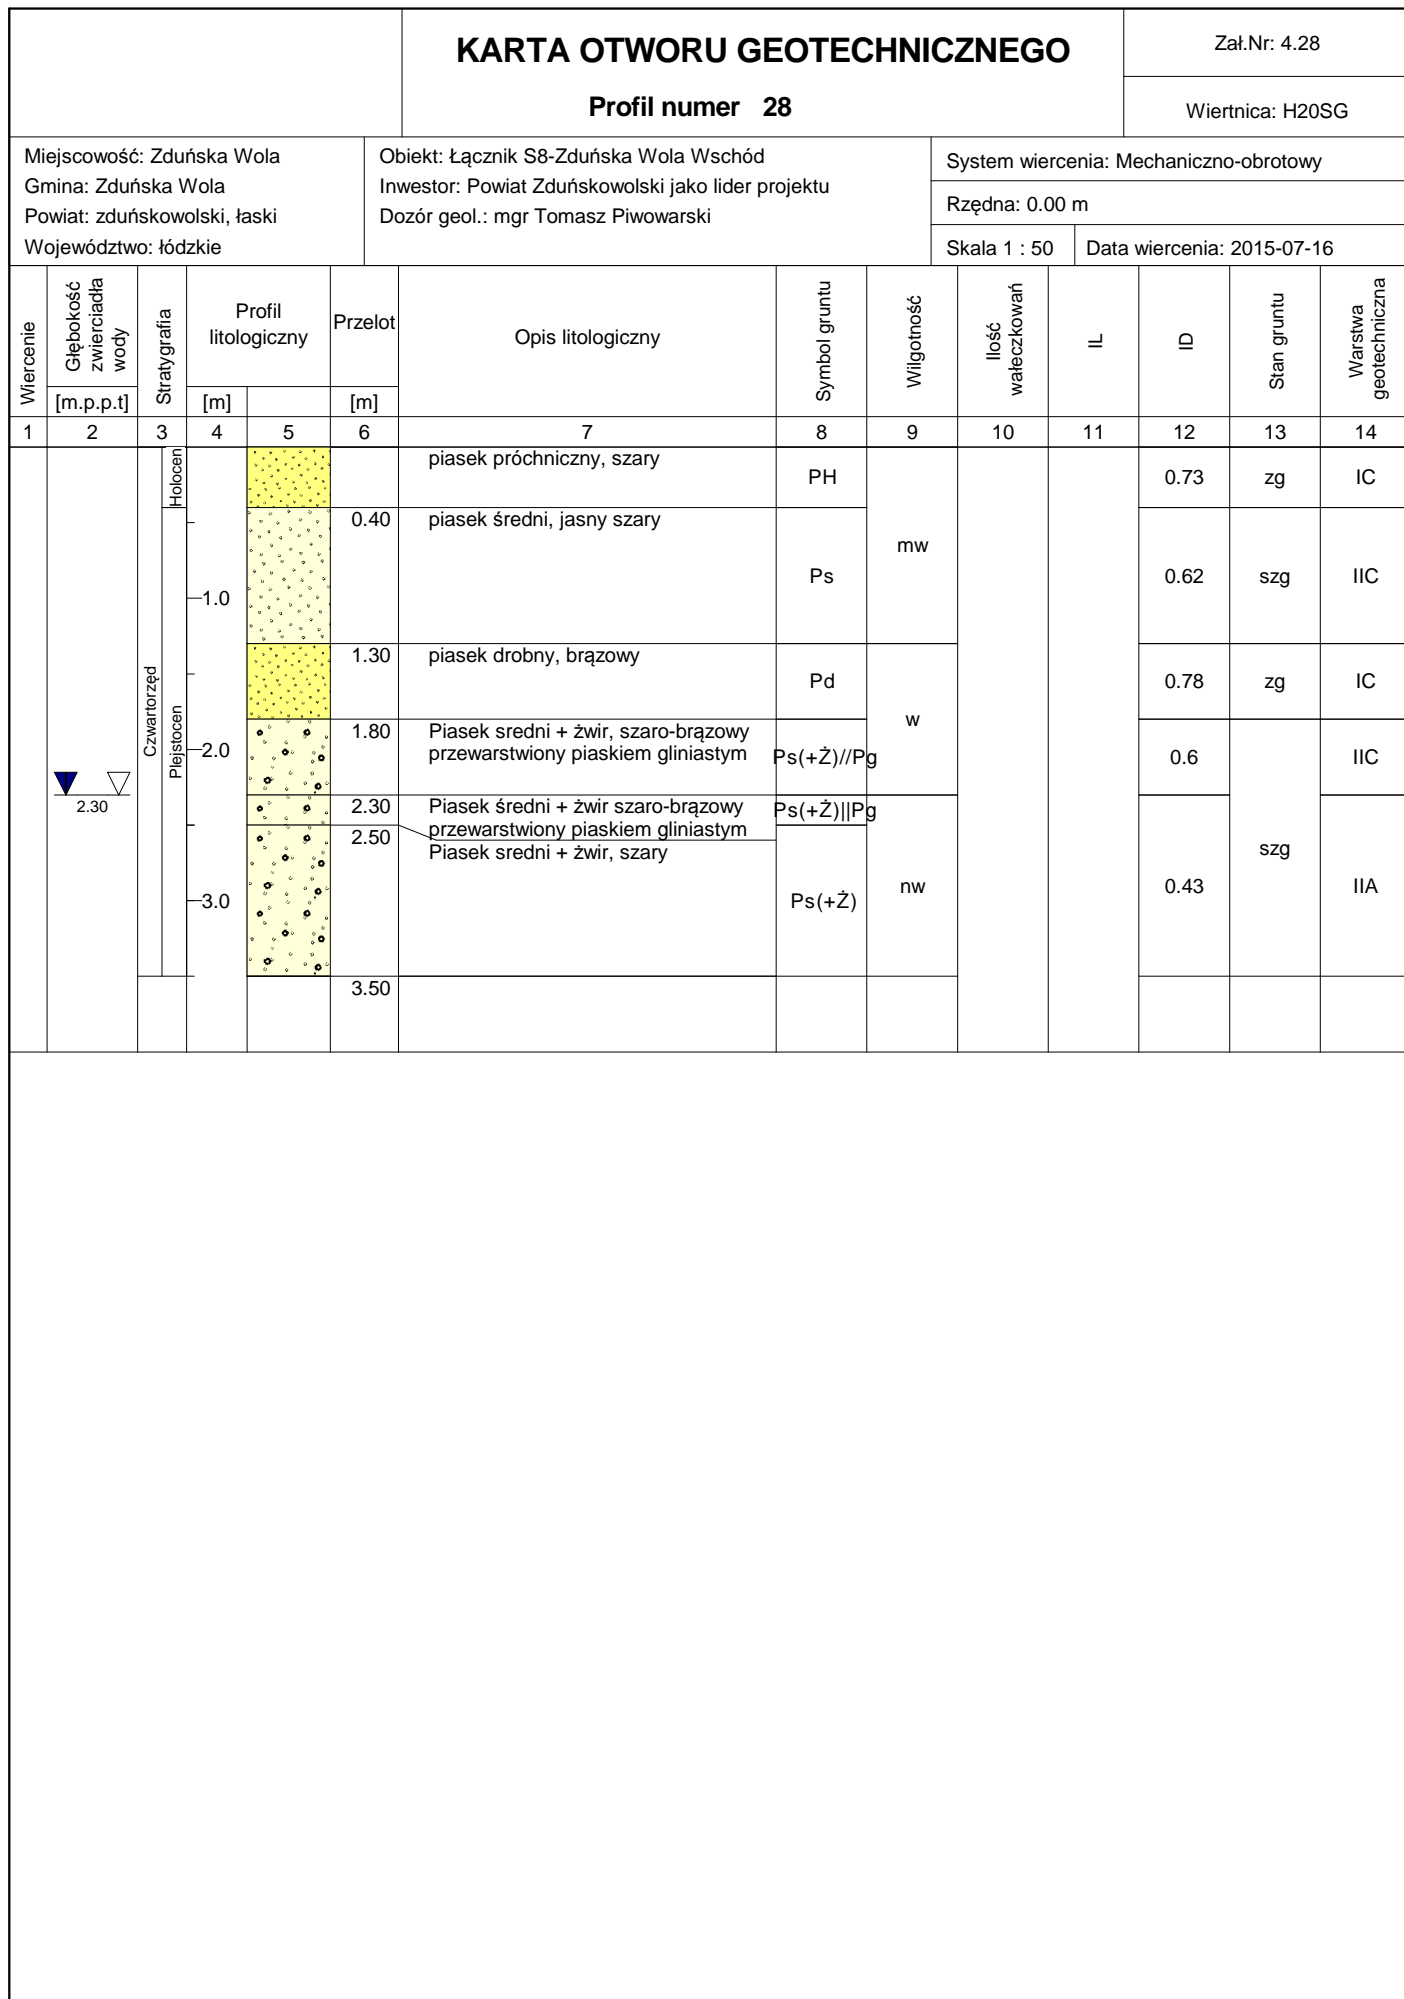 KARTA OTWORU GEOTECHNICZNEGO
Profil numer 28
Zał.Nr: 4.28
Wiertnica: H20SG
Miejscowość: Zduńska Wola
Gmina: Zduńska Wola
Powiat: zduńskowolski, łaski
Województwo: łódzkie
Obiekt: Łącznik S8-Zduńska Wola Wschód
Inwestor: Powiat Zduńskowolski jako lider projektu
Dozór geol.: mgr Tomasz Piwowarski
System wiercenia: Mechaniczno-obrotowy
Rzędna: 0.00 m
Skala 1 : 50
Data wiercenia: 2015-07-16
Wiercenie
Głębokość
zwierciadła
wody
[m.p.p.t]
Stratygrafia
Profil
litologiczny
[m]
Przelot
[m]
Opis litologiczny
Symbol gruntu
Wilgotność
Ilość
wałeczkowań
IL
ID
Stan gruntu
Warstwa
geotechniczna
1 2 3 4 5 6 7 8 9 10 11 12 13 14
Holocen
piasek próchniczny, szary
PH
0.73
zg
IC
0.40
piasek średni, jasny szary
mw
Ps
0.62
szg
IIC
1.0
1.30
piasek drobny, brązowy
Pd
0.78
zg
IC
Czwartorzęd
Plejstocen
w
1.80
Piasek sredni + żwir, szaro-brązowy
przewarstwiony piaskiem gliniastym
Ps(+Ż)//Pg
0.6
IIC
2.0
2.30
2.30
Piasek średni + żwir szaro-brązowy
przewarstwiony piaskiem gliniastym
Ps(+Ż)||Pg
2.50
Piasek sredni + żwir, szary
szg
Ps(+Ż)
nw
0.43
IIA
3.0
3.50